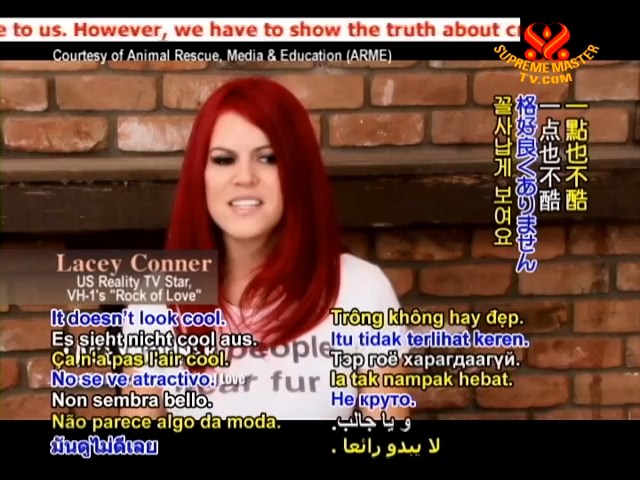 e to us. However, we have to show the truth about c
Courtesy of Animal Rescue, Media & Education (ARME)
SUPREME MASTER
TV.COM
一點也不酷
一点也不酷
格好良くありません
꼴사납게 보여요
Lacey Conner
US Reality TV Star,
VH-1's "Rock of Love"
It doesn't look cool.
Es sieht nicht cool aus.
Ça n'a pas l'air cool.
No se ve atractivo.
Non sembra bello.
Não parece algo da moda.
มันดูไม่ดีเลย
Trông không hay đẹp.
Itu tidak terlihat keren.
Тэр гоё харагдаагүй.
Ia tak nampak hebat.
Не круто.
و یا جالب.
لا يبدو رائعا .
people
wear fur